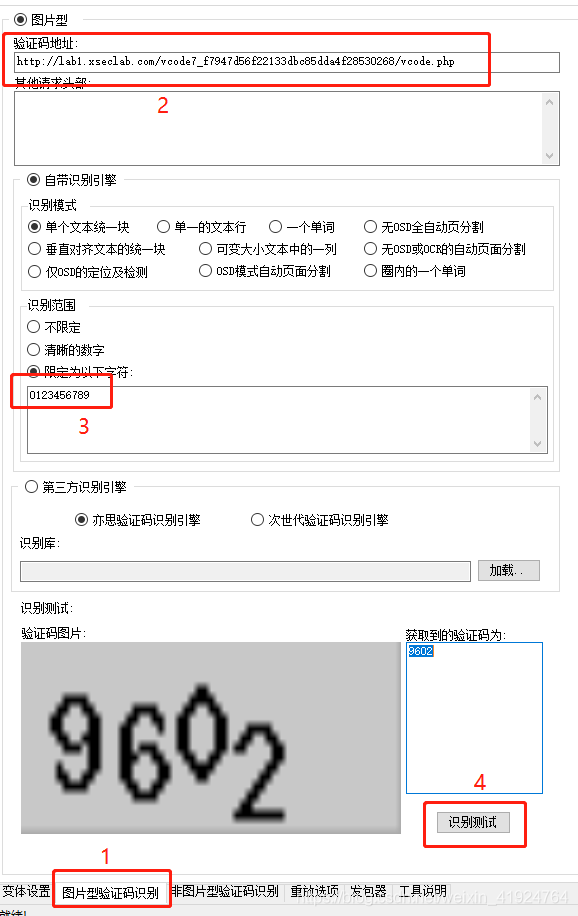 图片型
验证码地址:
http://lab1.xseclab.com/vcode7_f7947d56f22133dbc85dda4f28530268/vcode.php
其他请求头部:
2
自带识别引擎
识别模式
单个文本统一块 单一的文本行 一个单词 无OSD全自动页分割
垂直对齐文本的统一块 可变大小文本中的一列 无OSD或OCR的自动页面分割
仅OSD的定位及检测 OSD模式自动页面分割 圈内的一个单词
识别范围
不限定
清晰的数字
限定为以下字符:
0123456789
3
第三方识别引擎
亦思验证码识别引擎 次世代验证码识别引擎
识别库:
加载..
识别测试:
验证码图片: 获取到的验证码为:
9602
9602
4
识别测试
1
变体设置 图片型验证码识别 非图片型验证码识别 重放选项 发包器 工具说明
https://blog.csdn.net/weixin_41924764
就绪!